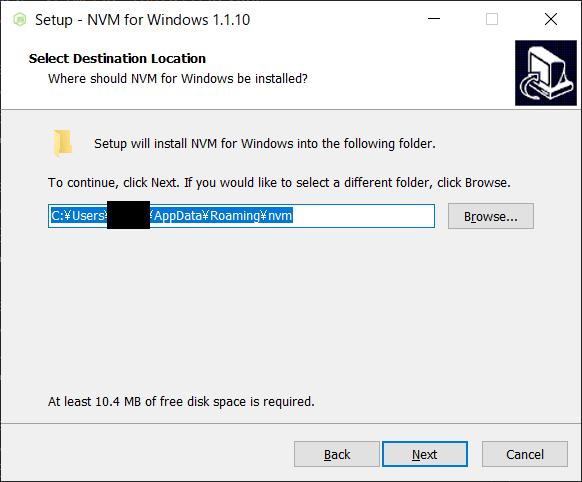 Setup - NVM for Windows 1.1.10
Select Destination Location
Where should NVM for Windows be installed?
Setup will install NVM for Windows into the following folder.
To continue, click Next. If you would like to select a different folder, click Browse.
C:¥Users¥ ¥AppData¥Roaming¥nvm
Browse...
At least 10.4 MB of free disk space is required.
Back
Next
Cancel